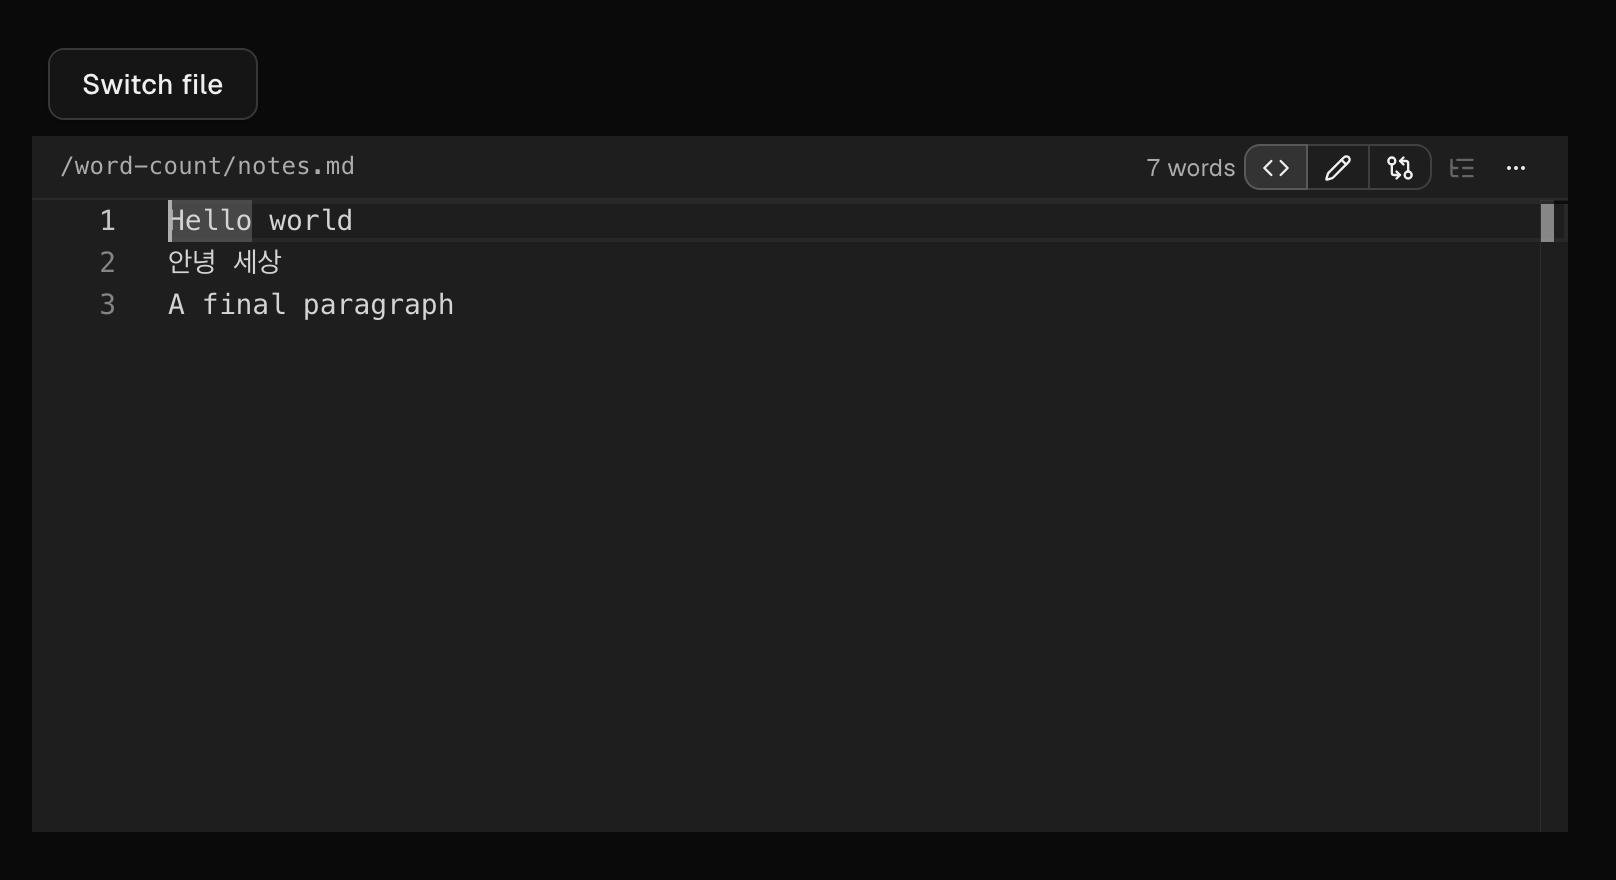 Switch file
/word-count/notes.md
7 words
1 Hello world
2 안녕 세상
3 A final paragraph